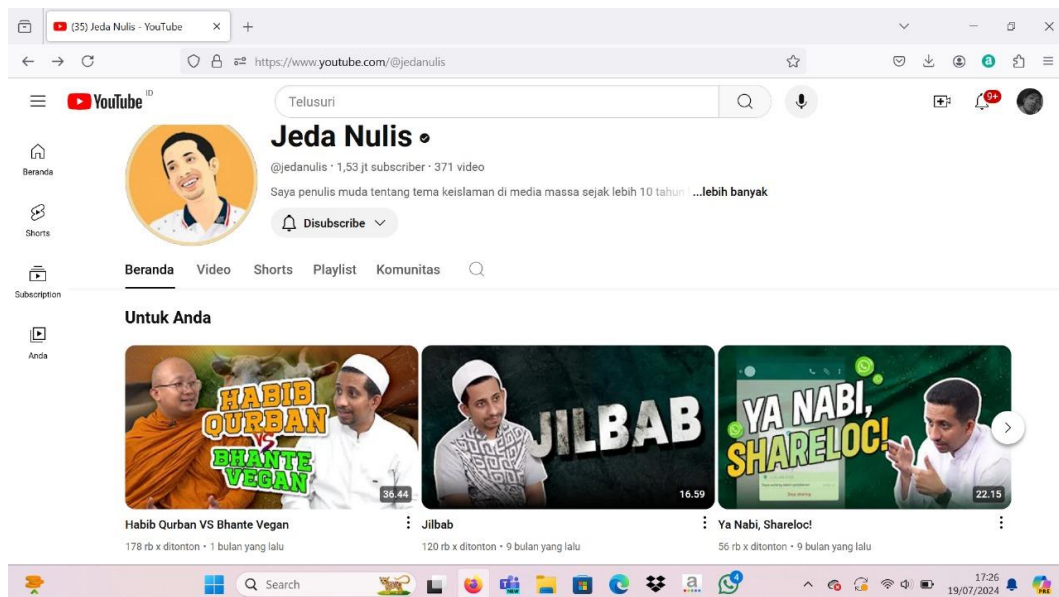 (35) Jeda Nulis - YouTube
https://www.youtube.com/@jedanulis
YouTube ID
Telusuri
9+
Jeda Nulis
@jedanulis · 1,53 jt subscriber · 371 video
Saya penulis muda tentang tema keislaman di media massa sejak lebih 10 tahun ...lebih banyak
Disubscribe
Beranda
Shorts
Subscription
Anda
Beranda Video Shorts Playlist Komunitas
Untuk Anda
HABIB
QURBAN
VS
BHANTE
VEGAN
36.44
JILBAB
16.59
YA NABI,
SHARELOC!
Stop sharing
22.15
Habib Qurban VS Bhante Vegan
178 rb x ditonton · 1 bulan yang lalu
Jilbab
120 rb x ditonton · 9 bulan yang lalu
Ya Nabi, Shareloc!
56 rb x ditonton · 9 bulan yang lalu
Search
NEW
a
4
17:26
19/07/2024
PRE